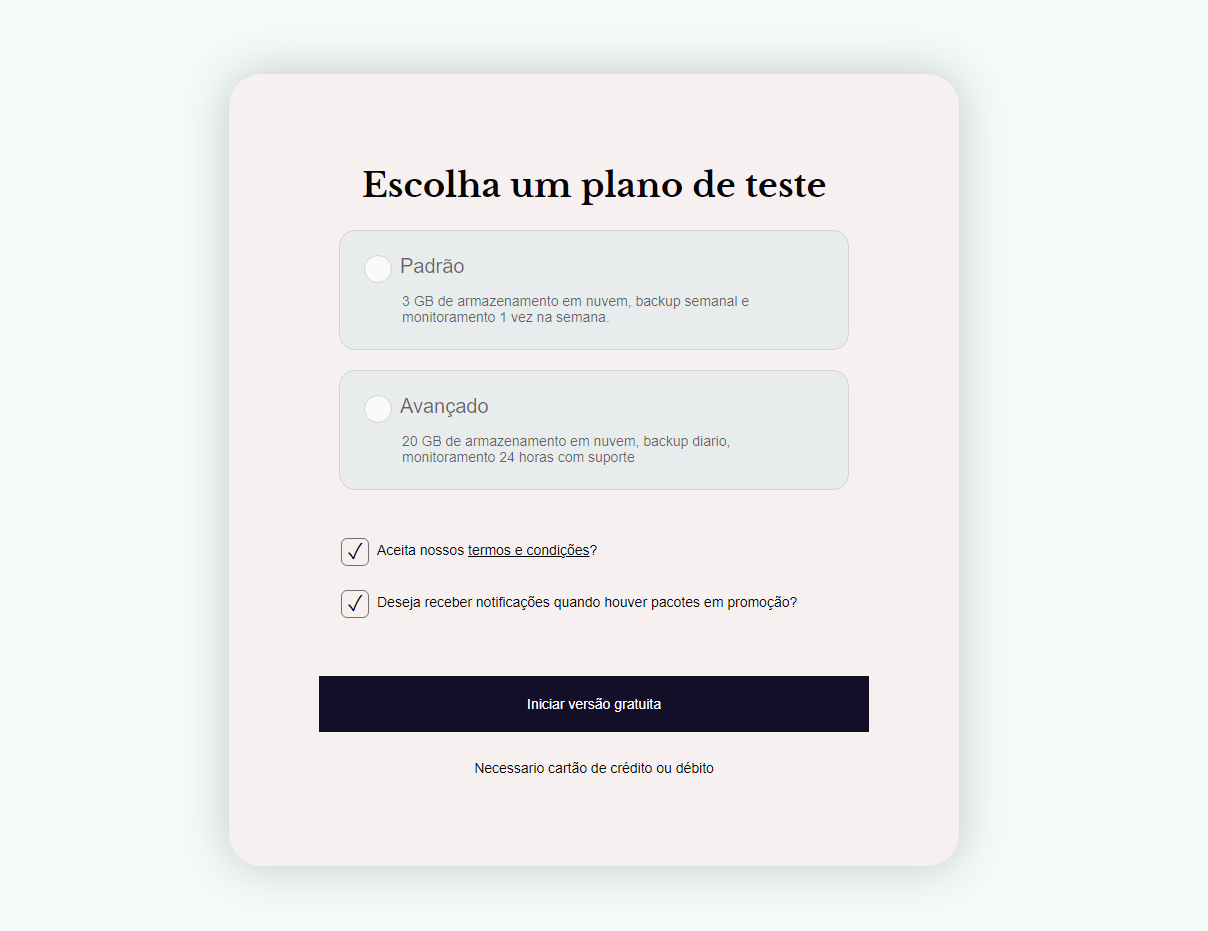 Escolha um plano de teste
Padrão
3 GB de armazenamento em nuvem, backup semanal e
monitoramento 1 vez na semana.
Avançado
20 GB de armazenamento em nuvem, backup diario,
monitoramento 24 horas com suporte
Aceita nossos termos e condições?
Deseja receber notificações quando houver pacotes em promoção?
Iniciar versão gratuita
Necessario cartão de crédito ou débito